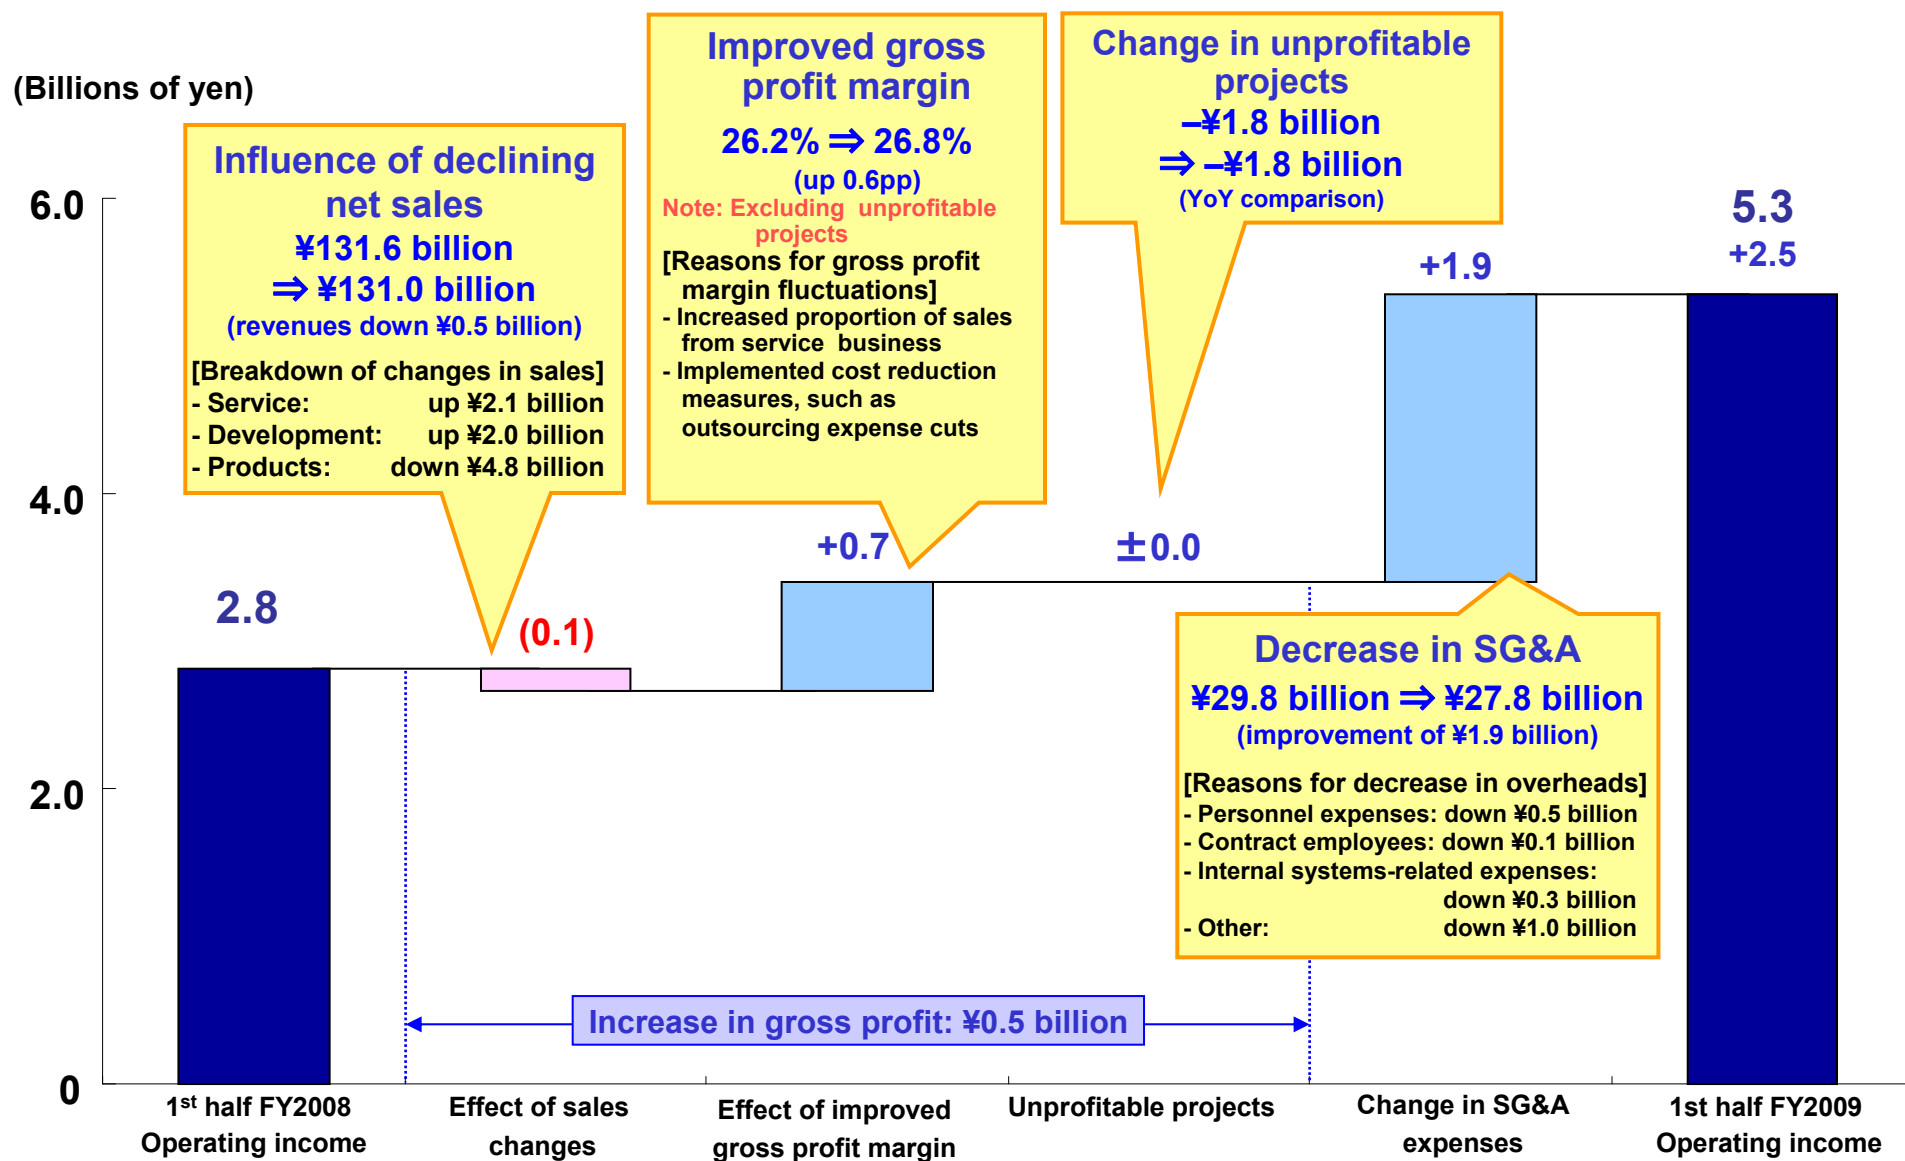 (Billions of yen)
6.0
4.0
2.0
0
Influence of declining
net sales
¥131.6 billion
⇒ ¥131.0 billion
(revenues down ¥0.5 billion)
[Breakdown of changes in sales]
- Service: up ¥2.1 billion
- Development: up ¥2.0 billion
- Products: down ¥4.8 billion
Improved gross
profit margin
26.2% ⇒ 26.8%
(up 0.6pp)
Note: Excluding unprofitable
projects
[Reasons for gross profit
margin fluctuations]
- Increased proportion of sales
from service business
- Implemented cost reduction
measures, such as
outsourcing expense cuts
Change in unprofitable
projects
–¥1.8 billion
⇒ –¥1.8 billion
(YoY comparison)
5.3
+2.5
+1.9
+0.7
±0.0
2.8
(0.1)
Decrease in SG&A
¥29.8 billion ⇒ ¥27.8 billion
(improvement of ¥1.9 billion)
[Reasons for decrease in overheads]
- Personnel expenses: down ¥0.5 billion
- Contract employees: down ¥0.1 billion
- Internal systems-related expenses:
down ¥0.3 billion
- Other: down ¥1.0 billion
Increase in gross profit: ¥0.5 billion
1st half FY2008
Operating income
Effect of sales
changes
Effect of improved
gross profit margin
Unprofitable projects
Change in SG&A
expenses
1st half FY2009
Operating income